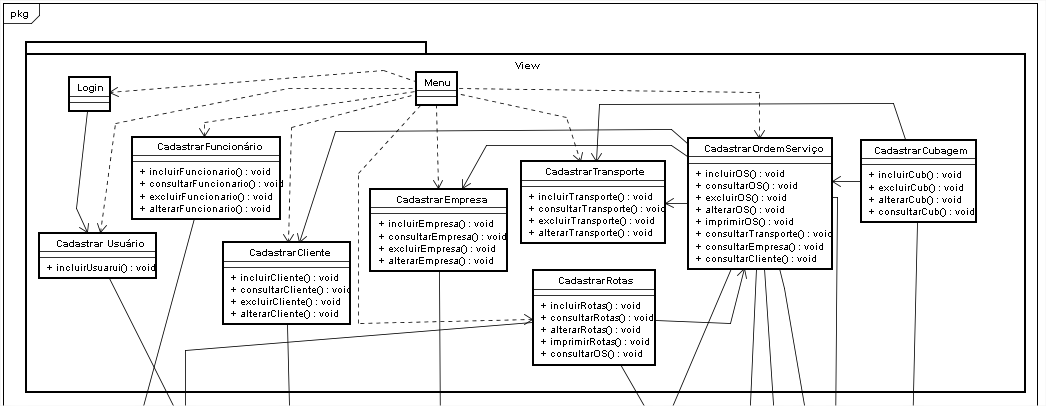 pkg
View
Login
Menu
CadastrarFuncionário
+ incluirFuncionario() : void
+ consultarFuncionario() : void
+ excluirFuncionario() : void
+ alterarFuncionario() : void
Cadastrar Usuário
+ incluirUsuarui() : void
CadastrarCliente
+ incluirCliente() : void
+ consultarCliente() : void
+ excluirCliente() : void
+ alterarCliente() : void
CadastrarEmpresa
+ incluirEmpresa() : void
+ consultarEmpresa() : void
+ excluirEmpresa() : void
+ alterarEmpresa() : void
CadastrarTransporte
+ incluirTransporte() : void
+ consultarTransporte() : void
+ excluirTransporte() : void
+ alterarTransporte() : void
CadastrarRotas
+ incluirRotas() : void
+ consultarRotas() : void
+ alterarRotas() : void
+ imprimirRotas() : void
+ consultarOS() : void
CadastrarOrdemServiço
+ incluirOS() : void
+ consultarOS() : void
+ excluirOS() : void
+ alterarOS() : void
+ imprimirOS() : void
+ consultarTransporte() : void
+ consultarEmpresa() : void
+ consultarCliente() : void
CadastrarCubagem
+ incluirCub() : void
+ excluirCub() : void
+ alterarCub() : void
+ consultarCub() : void